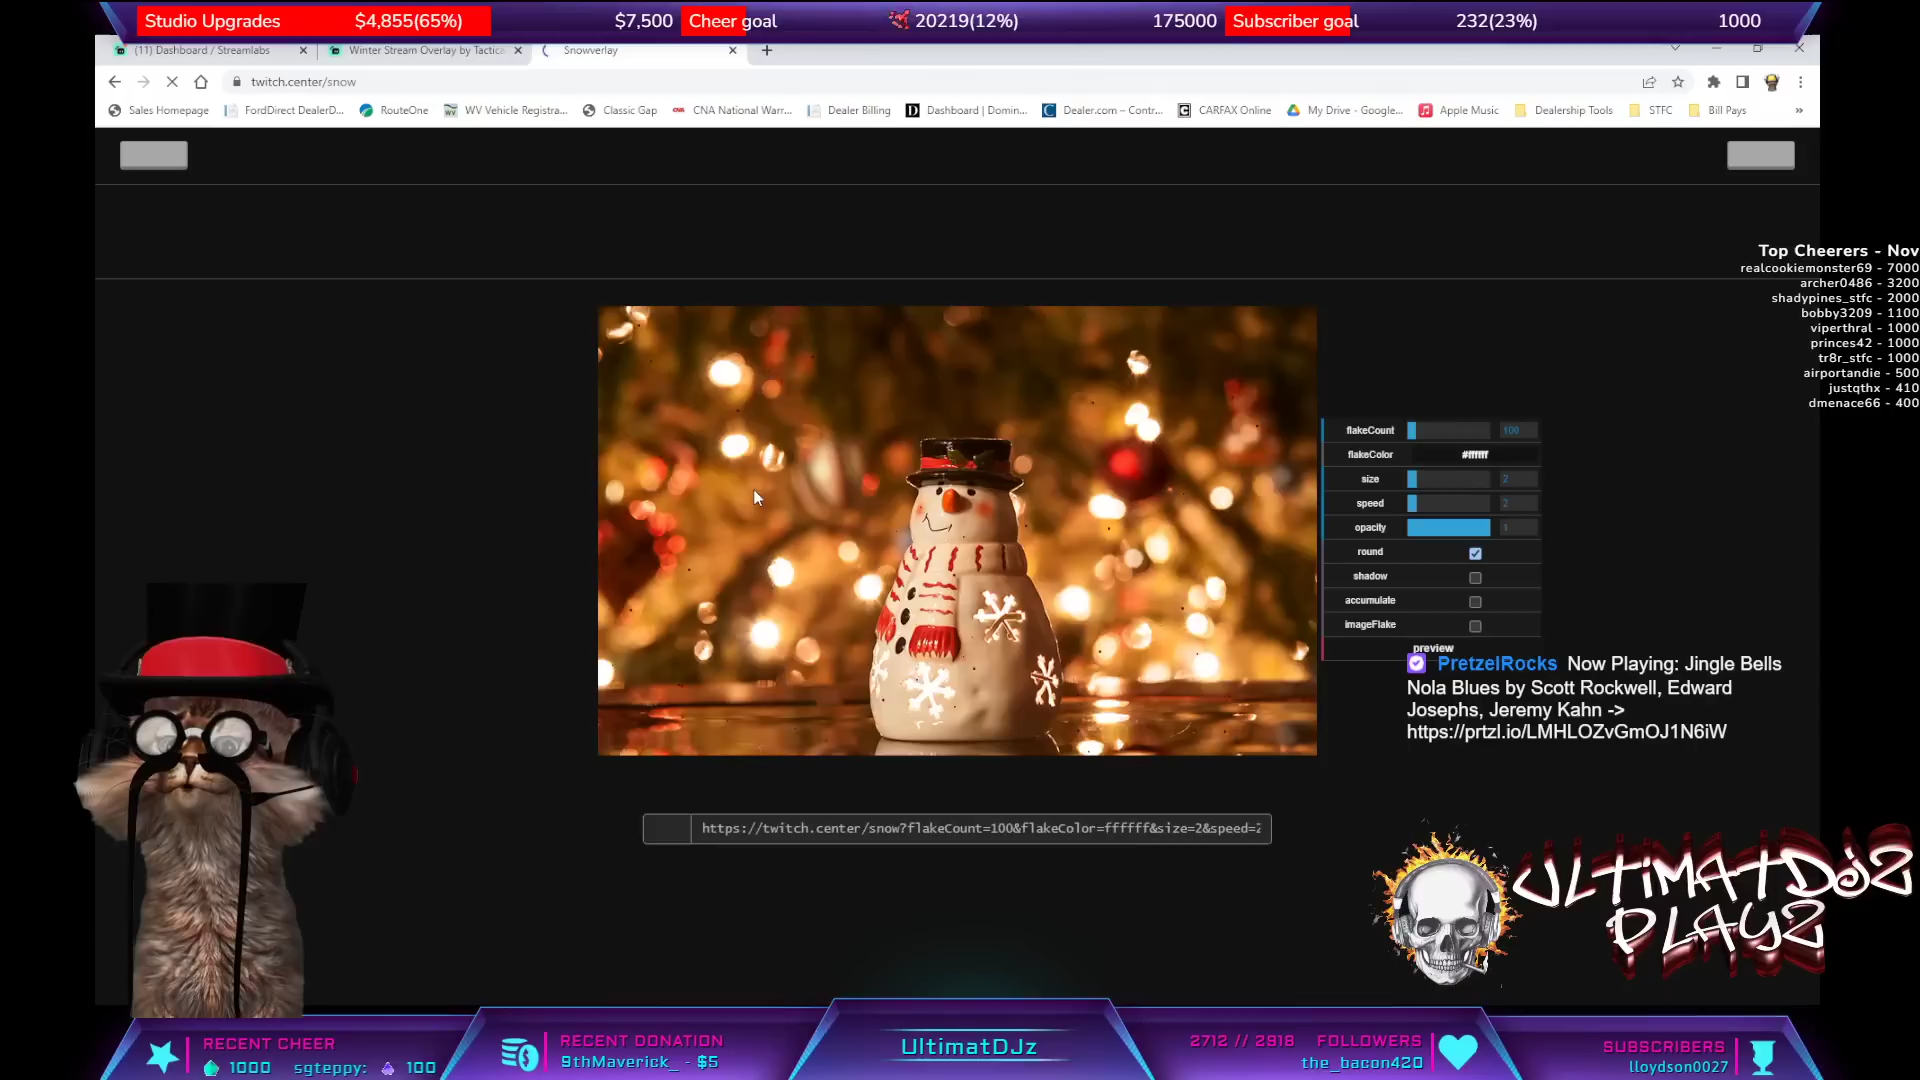 Studio Upgrades $4,855(65%) $7,500 Cheer goal 20219(12%) 175000 Subscriber goal 232(23%) 1000
(11) Dashboard / Streamlabs Winter Stream Overlay by Tactica Snowverlay
twitch.center/snow
Sales Homepage FordDirect DealerD... RouteOne WV Vehicle Registra... Classic Gap CNA National Warr... Dealer Billing Dashboard | Domin... Dealer.com – Contr... CARFAX Online My Drive - Google... Apple Music Dealership Tools STFC Bill Pays »
Top Cheerers - Nov
realcookiemonster69 - 7000
archer0486 - 3200
shadypines_stfc - 2000
bobby3209 - 1100
viperthral - 1000
princes42 - 1000
tr8r_stfc - 1000
airportandie - 500
justqthx - 410
dmenace66 - 400
flakeCount 100
flakeColor #ffffff
size 2
speed 2
opacity 1
round
shadow
accumulate
imageFlake
preview
PretzelRocks Now Playing: Jingle Bells
Nola Blues by Scott Rockwell, Edward
Josephs, Jeremy Kahn ->
https://prtzl.io/LMHLOZvGmOJ1N6iW
https://twitch.center/snow?flakeCount=100&flakeColor=ffffff&size=2&speed=2
ULTIMATDJZ
PLAYZ
RECENT CHEER
1000 sgteppy: 100
RECENT DONATION
9thMaverick_ - $5
UltimatDJz
2712 // 2918 FOLLOWERS
the_bacon420
SUBSCRIBERS
lloydson0027